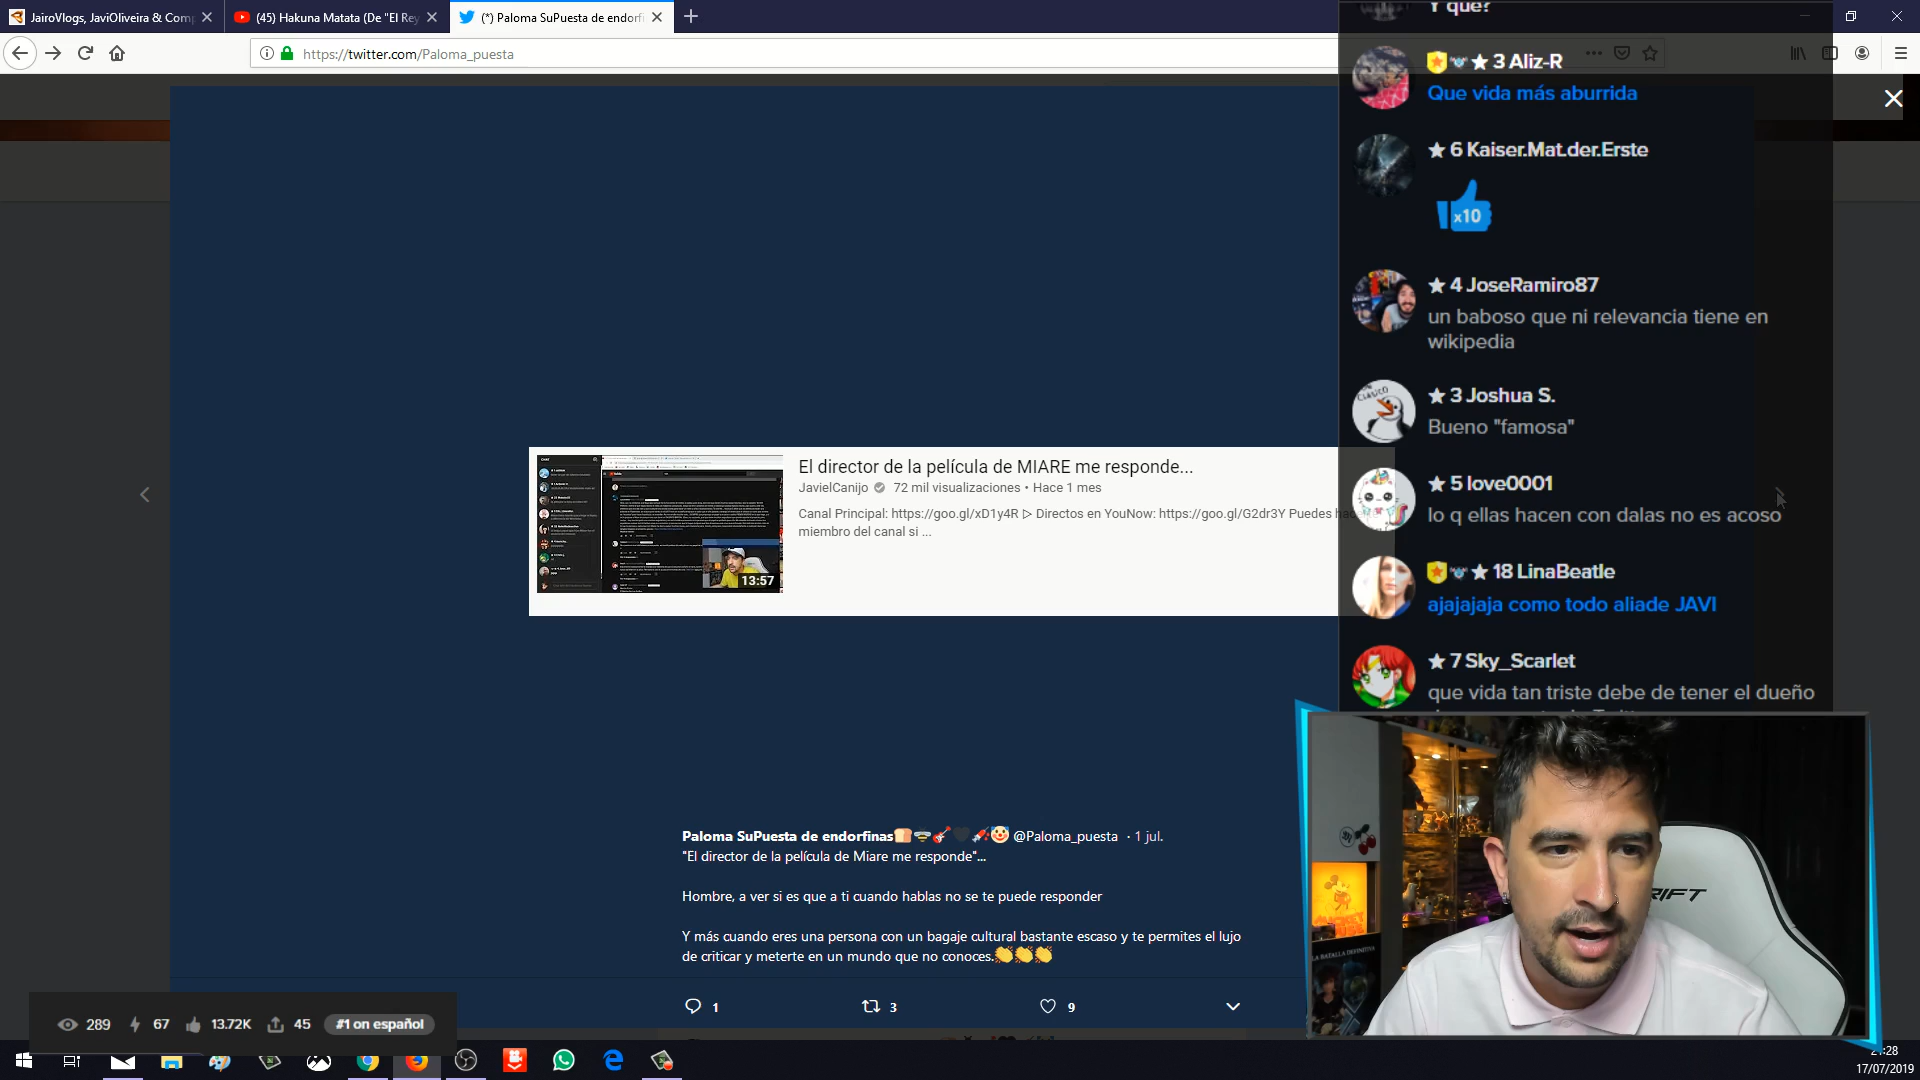 JairoVlogs, JaviOliveira & Com
(45) Hakuna Matata (De "El Rey
(*) Paloma SuPuesta de endorfi
https://twitter.com/Paloma_puesta
Y que?
3 Aliz-R
Que vida más aburrida
6 Kaiser.Mat.der.Erste
x10
4 JoseRamiro87
un baboso que ni relevancia tiene en
wikipedia
3 Joshua S.
Bueno "famosa"
5 love0001
lo q ellas hacen con dalas no es acoso
18 LinaBeatle
ajajajaja como todo aliade JAVI
7 Sky_Scarlet
que vida tan triste debe de tener el dueño
El director de la película de MIARE me responde...
JavielCanijo 72 mil visualizaciones • Hace 1 mes
Canal Principal: https://goo.gl/xD1y4R ▷ Directos en YouNow: https://goo.gl/G2dr3Y Puedes
miembro del canal si ...
13:57
Paloma SuPuesta de endorfinas🍞🐝🎸🖤🚀🤡 @Paloma_puesta · 1 jul.
"El director de la película de Miare me responde"...
Hombre, a ver si es que a ti cuando hablas no se te puede responder
Y más cuando eres una persona con un bagaje cultural bastante escaso y te permites el lujo
de criticar y meterte en un mundo que no conoces.👏👏👏
1 3 9
289 67 13.72K 45 #1 on español
LA BATALLA DEFINITIVA
RIFT
21:28
17/07/2019